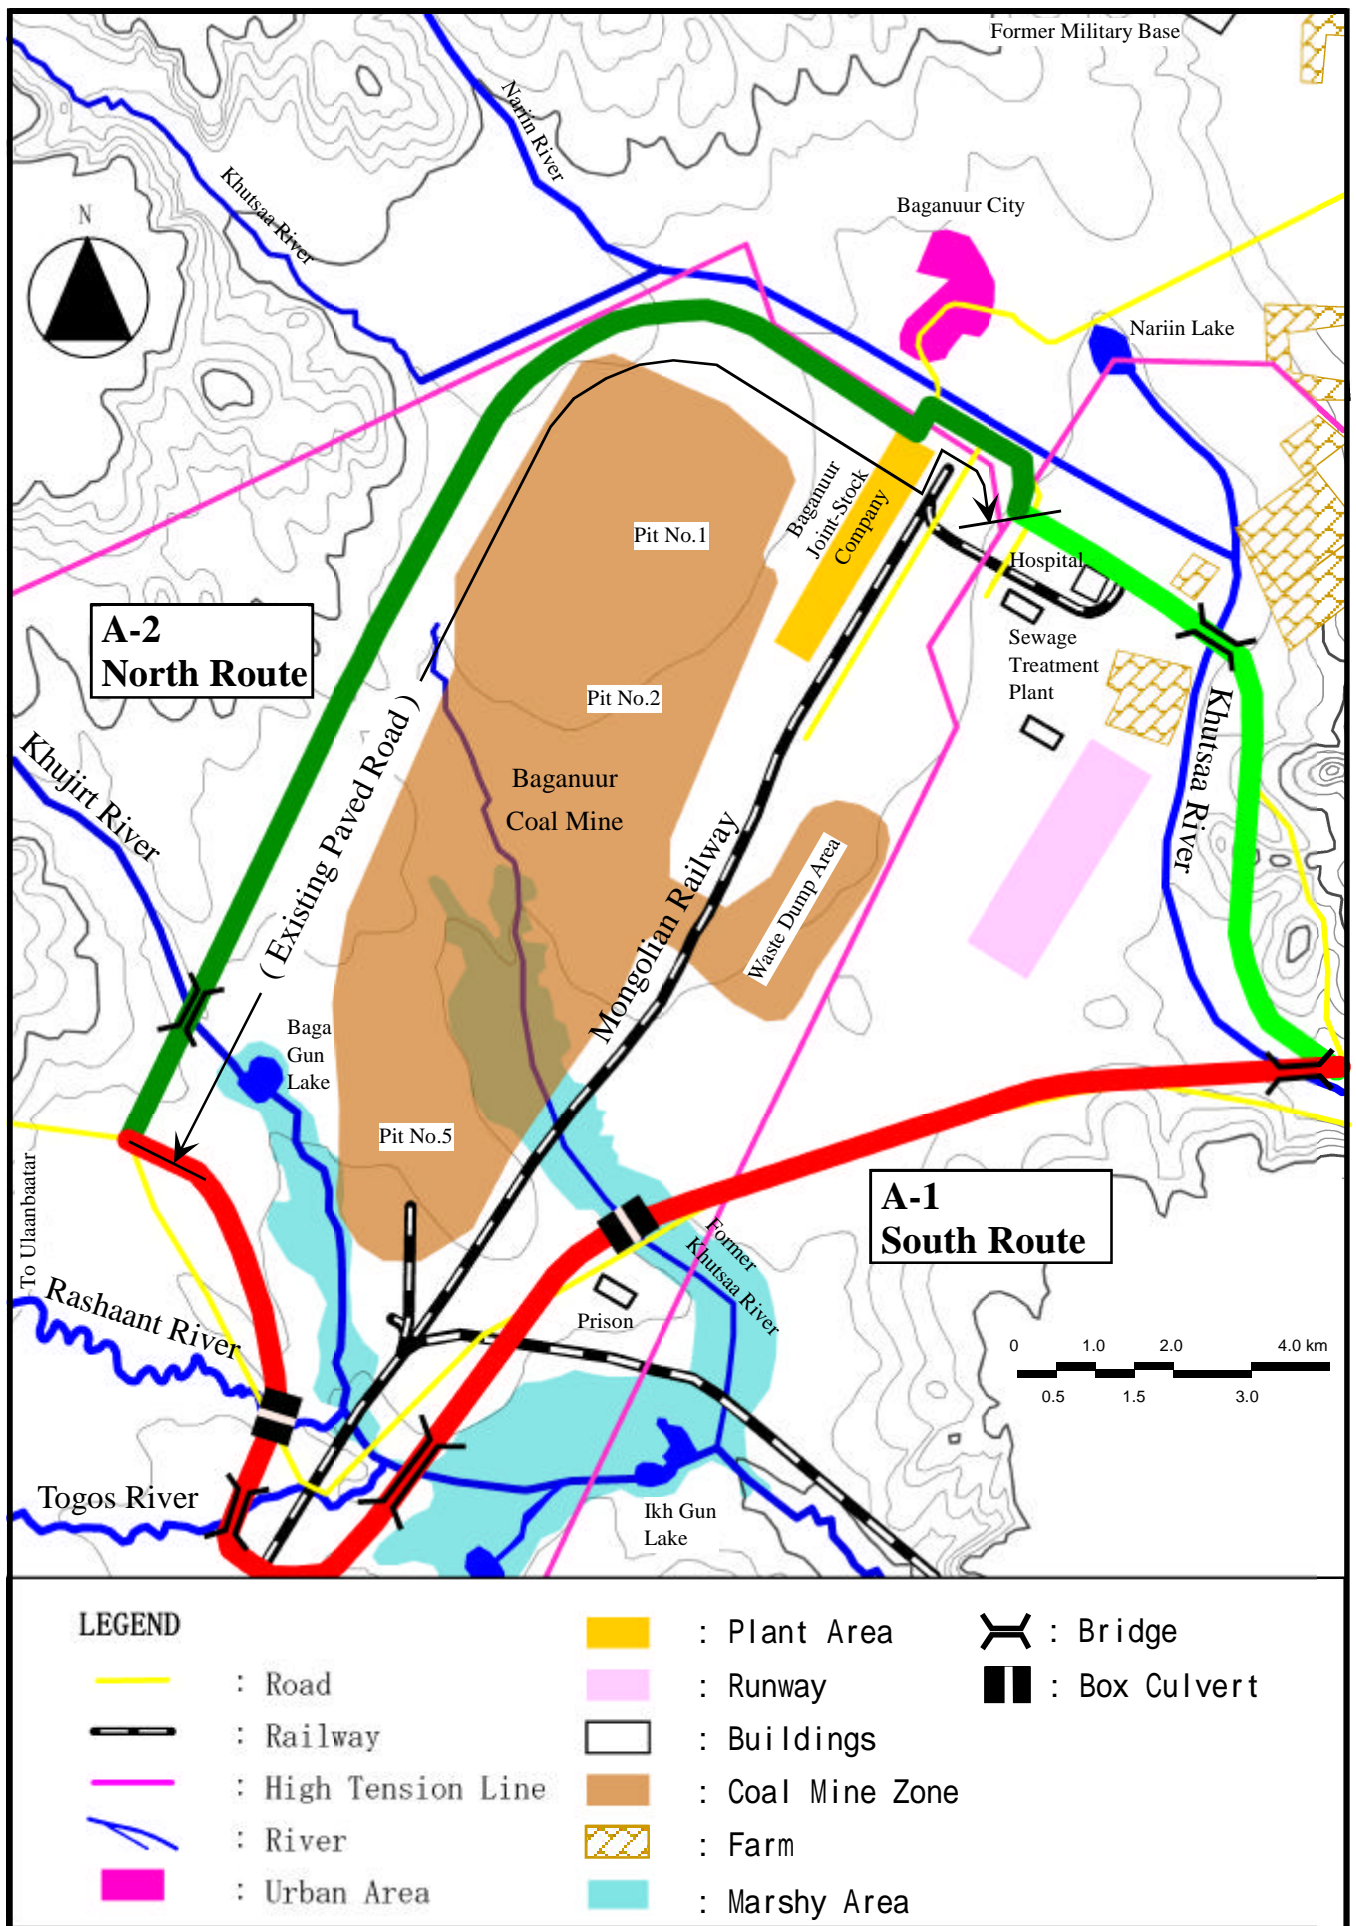 Former Military Base
Nariin River
Khutsaa River
N
Baganuur City
Nariin Lake
Baganuur
Joint-Stock
Company
Pit No.1
Hospital
A-2
North Route
Sewage
Treatment
Plant
Pit No.2
Khutsaa River
Khujirt River
( Existing Paved Road )
Baganuur
Coal Mine
Mongolian Railway
Waste Dump Area
Baga
Gun
Lake
Pit No.5
To Ulaanbaatar
A-1
South Route
Former
Khutsaa River
Rashaant River
Prison
0 1.0 2.0 4.0 km
0.5 1.5 3.0
Togos River
Ikh Gun
Lake
LEGEND
: Road
: Railway
: High Tension Line
: River
: Urban Area
: Plant Area
: Runway
: Buildings
: Coal Mine Zone
: Farm
: Marshy Area
: Bridge
: Box Culvert